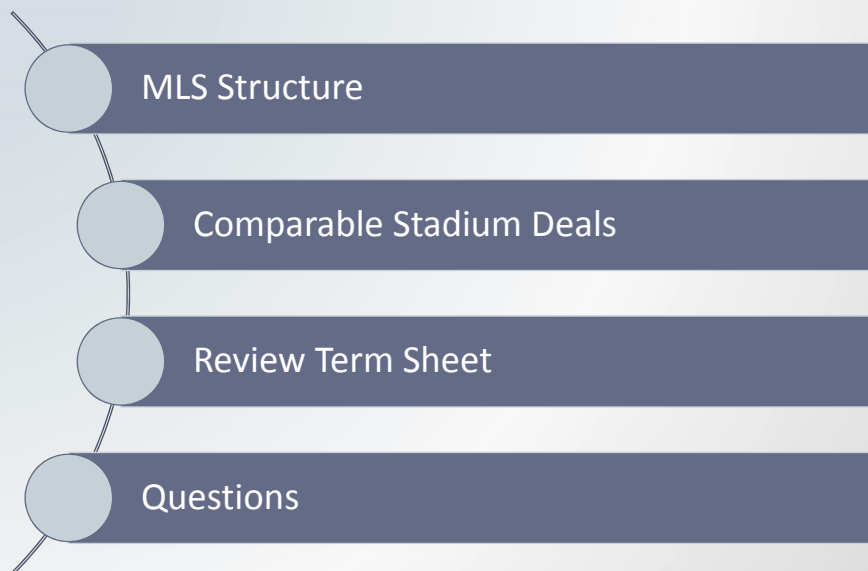 MLS Structure
Comparable Stadium Deals
Review Term Sheet
Questions